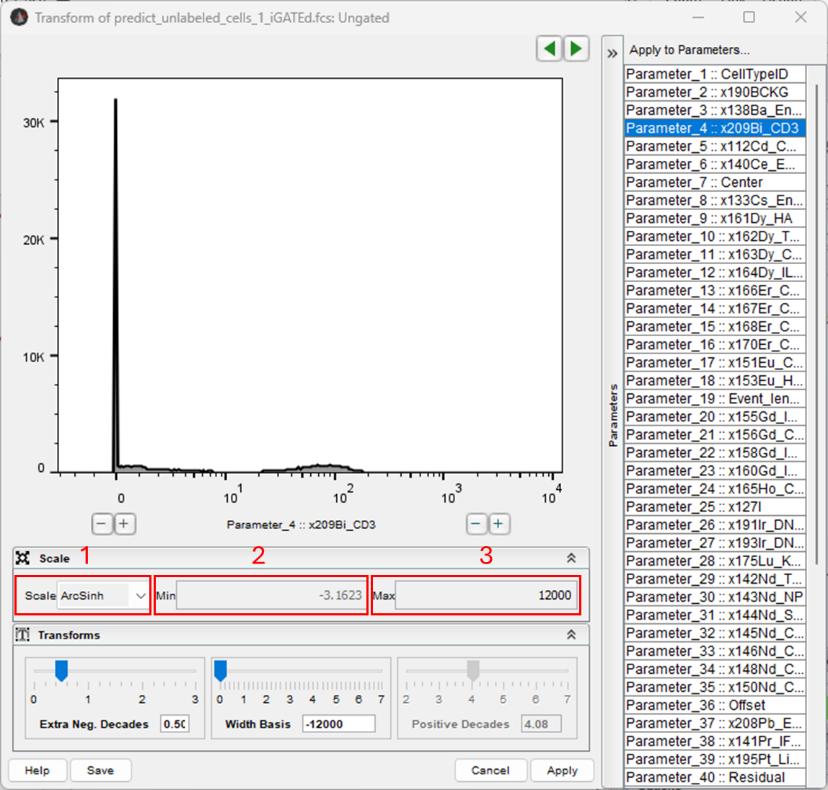 Transform of predict_unlabeled_cells_1_iGATEd.fcs: Ungated
30K
20K
10K
0
0
10^1
10^2
10^3
10^4
Parameter_4 :: x209Bi_CD3
Scale
1
2
3
Scale ArcSinh
Min -3.1623
Max 12000
Transforms
0 1 2 3
Extra Neg. Decades 0.50
0 1 2 3 4 5 6 7
Width Basis -12000
2 3 4 5 6 7
Positive Decades 4.08
Help
Save
Cancel
Apply
Parameters
Apply to Parameters...
Parameter_1 :: CellTypeID
Parameter_2 :: x190BCKG
Parameter_3 :: x138Ba_En...
Parameter_4 :: x209Bi_CD3
Parameter_5 :: x112Cd_C...
Parameter_6 :: x140Ce_E...
Parameter_7 :: Center
Parameter_8 :: x133Cs_En...
Parameter_9 :: x161Dy_HA
Parameter_10 :: x162Dy_T...
Parameter_11 :: x163Dy_C...
Parameter_12 :: x164Dy_IL...
Parameter_13 :: x166Er_C...
Parameter_14 :: x167Er_C...
Parameter_15 :: x168Er_C...
Parameter_16 :: x170Er_C...
Parameter_17 :: x151Eu_C...
Parameter_18 :: x153Eu_H...
Parameter_19 :: Event_len...
Parameter_20 :: x155Gd_I...
Parameter_21 :: x156Gd_C...
Parameter_22 :: x158Gd_I...
Parameter_23 :: x160Gd_I...
Parameter_24 :: x165Ho_C...
Parameter_25 :: x127I
Parameter_26 :: x191Ir_DN...
Parameter_27 :: x193Ir_DN...
Parameter_28 :: x175Lu_K...
Parameter_29 :: x142Nd_T...
Parameter_30 :: x143Nd_NP
Parameter_31 :: x144Nd_S...
Parameter_32 :: x145Nd_C...
Parameter_33 :: x146Nd_C...
Parameter_34 :: x148Nd_C...
Parameter_35 :: x150Nd_C...
Parameter_36 :: Offset
Parameter_37 :: x208Pb_E...
Parameter_38 :: x141Pr_IF...
Parameter_39 :: x195Pt_Li...
Parameter_40 :: Residual